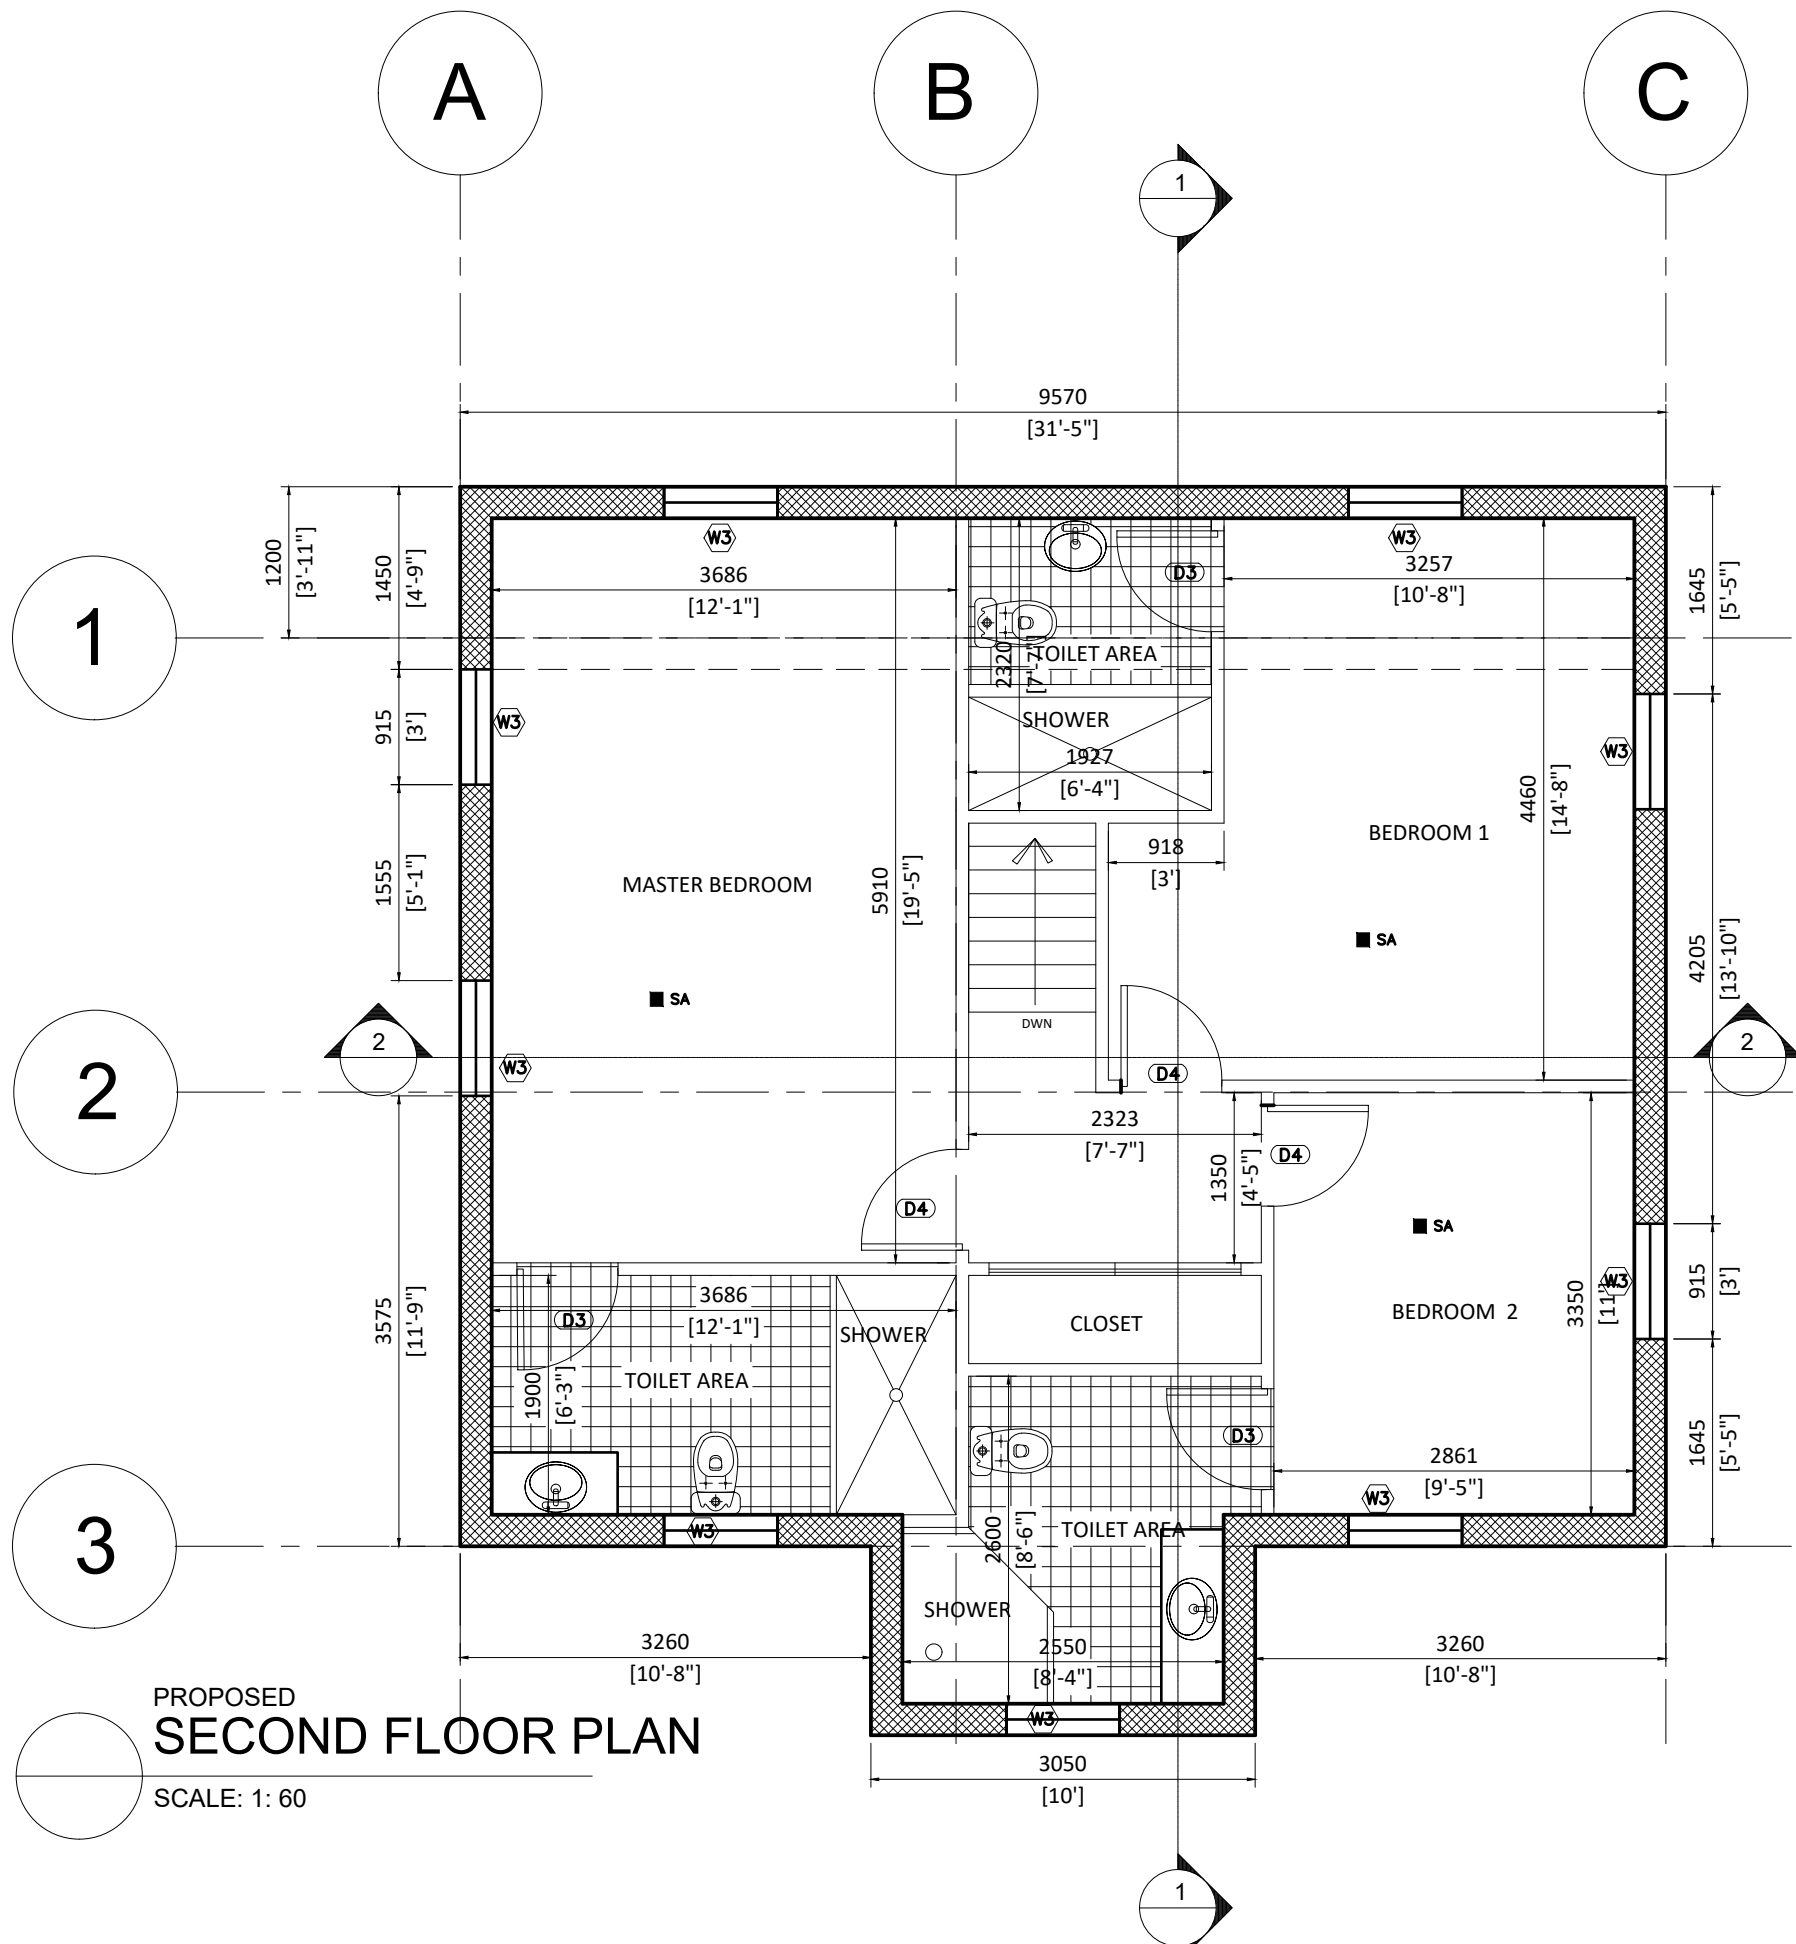 A
B
C
1
9570
[31'-5"]
1200
[3'-11"]
1450
[4'-9"]
W3
W3
D3
3686
[12'-1"]
3257
[10'-8"]
1645
[5'-5"]
1
TOILET AREA
2320
[7'-7"]
915
[3']
W3
SHOWER
W3
1927
[6'-4"]
4460
[14'-8"]
BEDROOM 1
918
[3']
1555
[5'-1"]
MASTER BEDROOM
5910
[19'-5"]
SA
4205
[13'-10"]
SA
DWN
2
2
W3
D4
2
2323
[7'-7"]
1350
[4'-5"]
D4
D4
SA
3575
[11'-9"]
3686
[12'-1"]
D3
SHOWER
CLOSET
3350
[11']
W3
915
[3']
BEDROOM 2
TOILET AREA
1900
[6'-3"]
D3
1645
[5'-5"]
2861
[9'-5"]
W3
W3
3
TOILET AREA
2600
[8'-6"]
SHOWER
3260
[10'-8"]
2550
[8'-4"]
3260
[10'-8"]
W3
PROPOSED
SECOND FLOOR PLAN
SCALE: 1: 60
3050
[10']
1